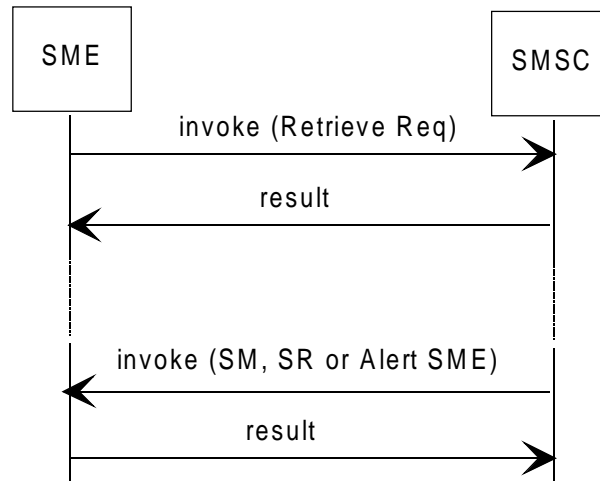 SME
SMSC
invoke (Retrieve Req)
result
invoke (SM, SR or Alert SME)
result